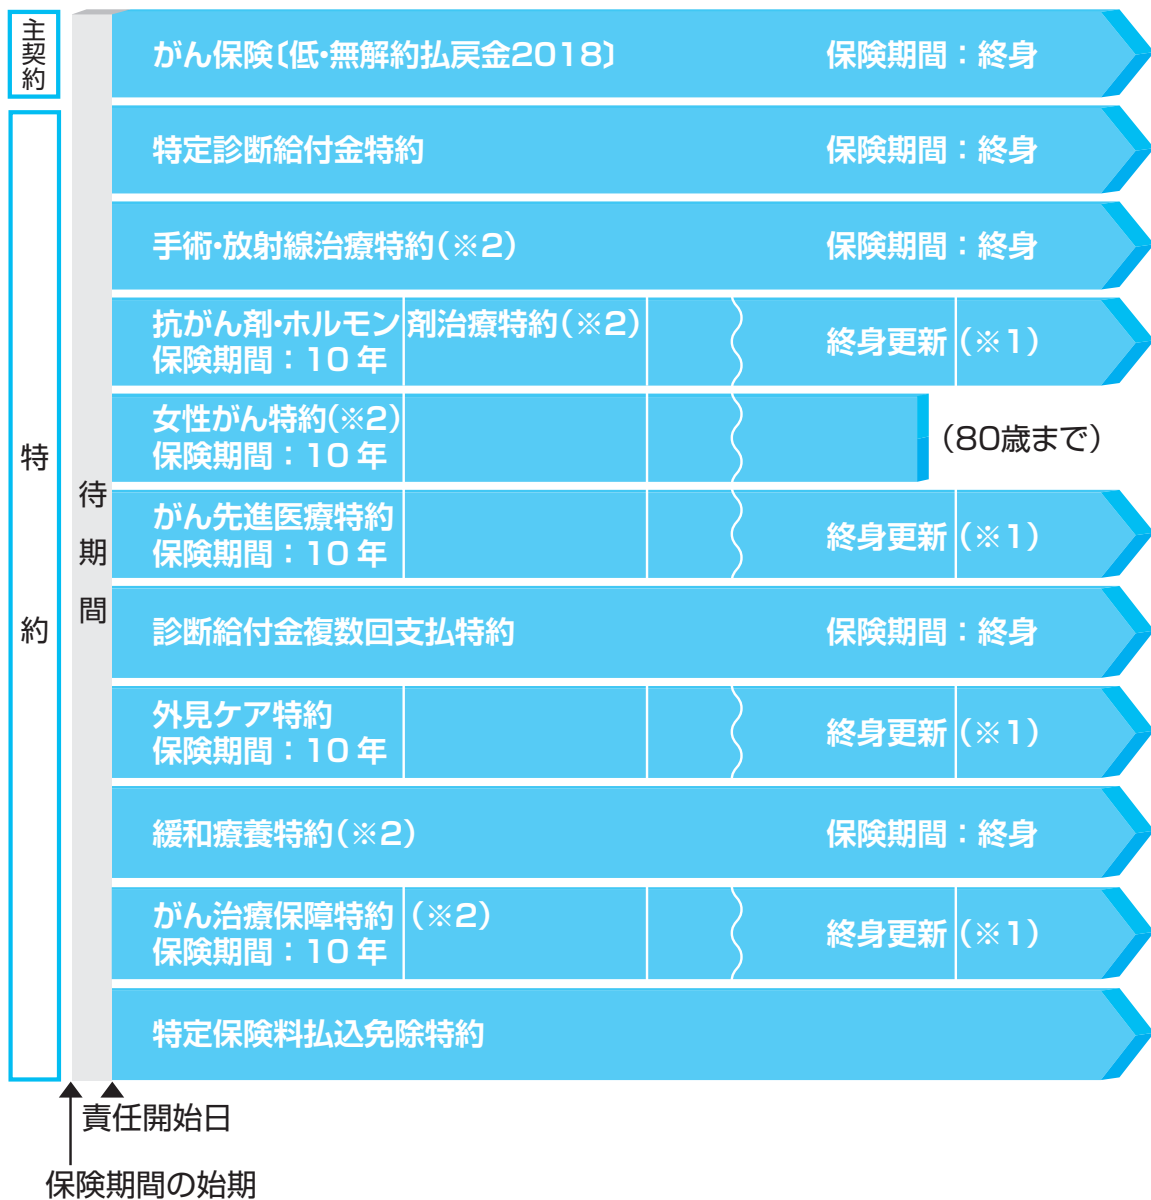 主契約
がん保険〔低・無解約払戻金2018〕 保険期間：終身
特約
待期間
特定診断給付金特約 保険期間：終身
手術・放射線治療特約（※2） 保険期間：終身
抗がん剤・ホルモン剤治療特約（※2）
保険期間：10年
終身更新（※1）
女性がん特約（※2）
保険期間：10年
（80歳まで）
がん先進医療特約
保険期間：10年
終身更新（※1）
診断給付金複数回支払特約 保険期間：終身
外見ケア特約
保険期間：10年
終身更新（※1）
緩和療養特約（※2） 保険期間：終身
がん治療保障特約（※2）
保険期間：10年
終身更新（※1）
特定保険料払込免除特約
責任開始日
保険期間の始期